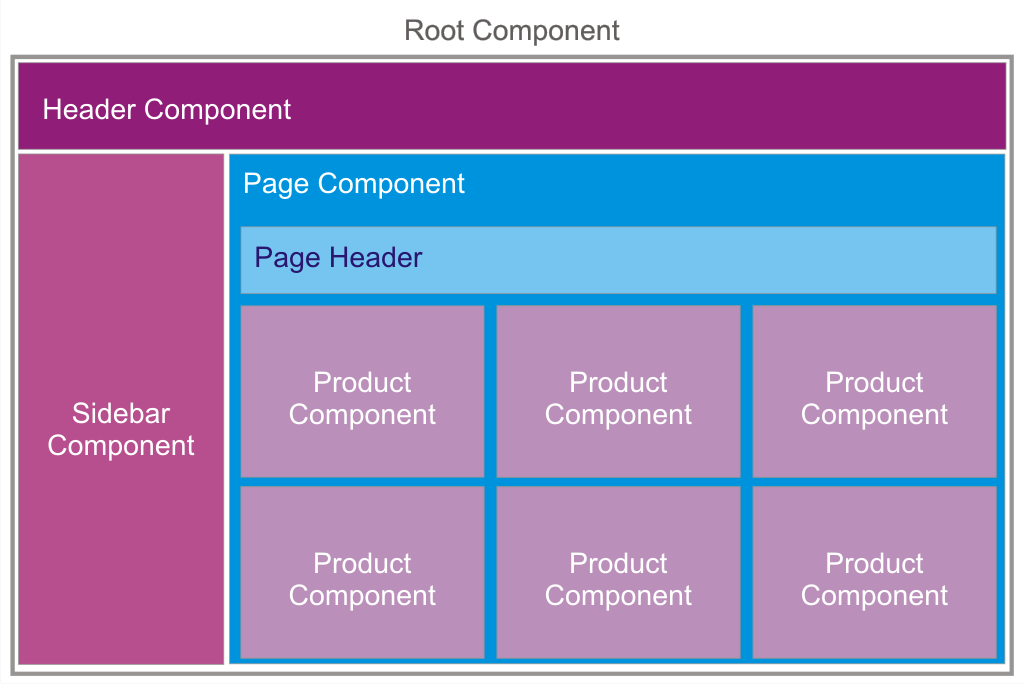 Root Component
Header Component
Page Component
Page Header
Sidebar
Component
Product
Component
Product
Component
Product
Component
Product
Component
Product
Component
Product
Component